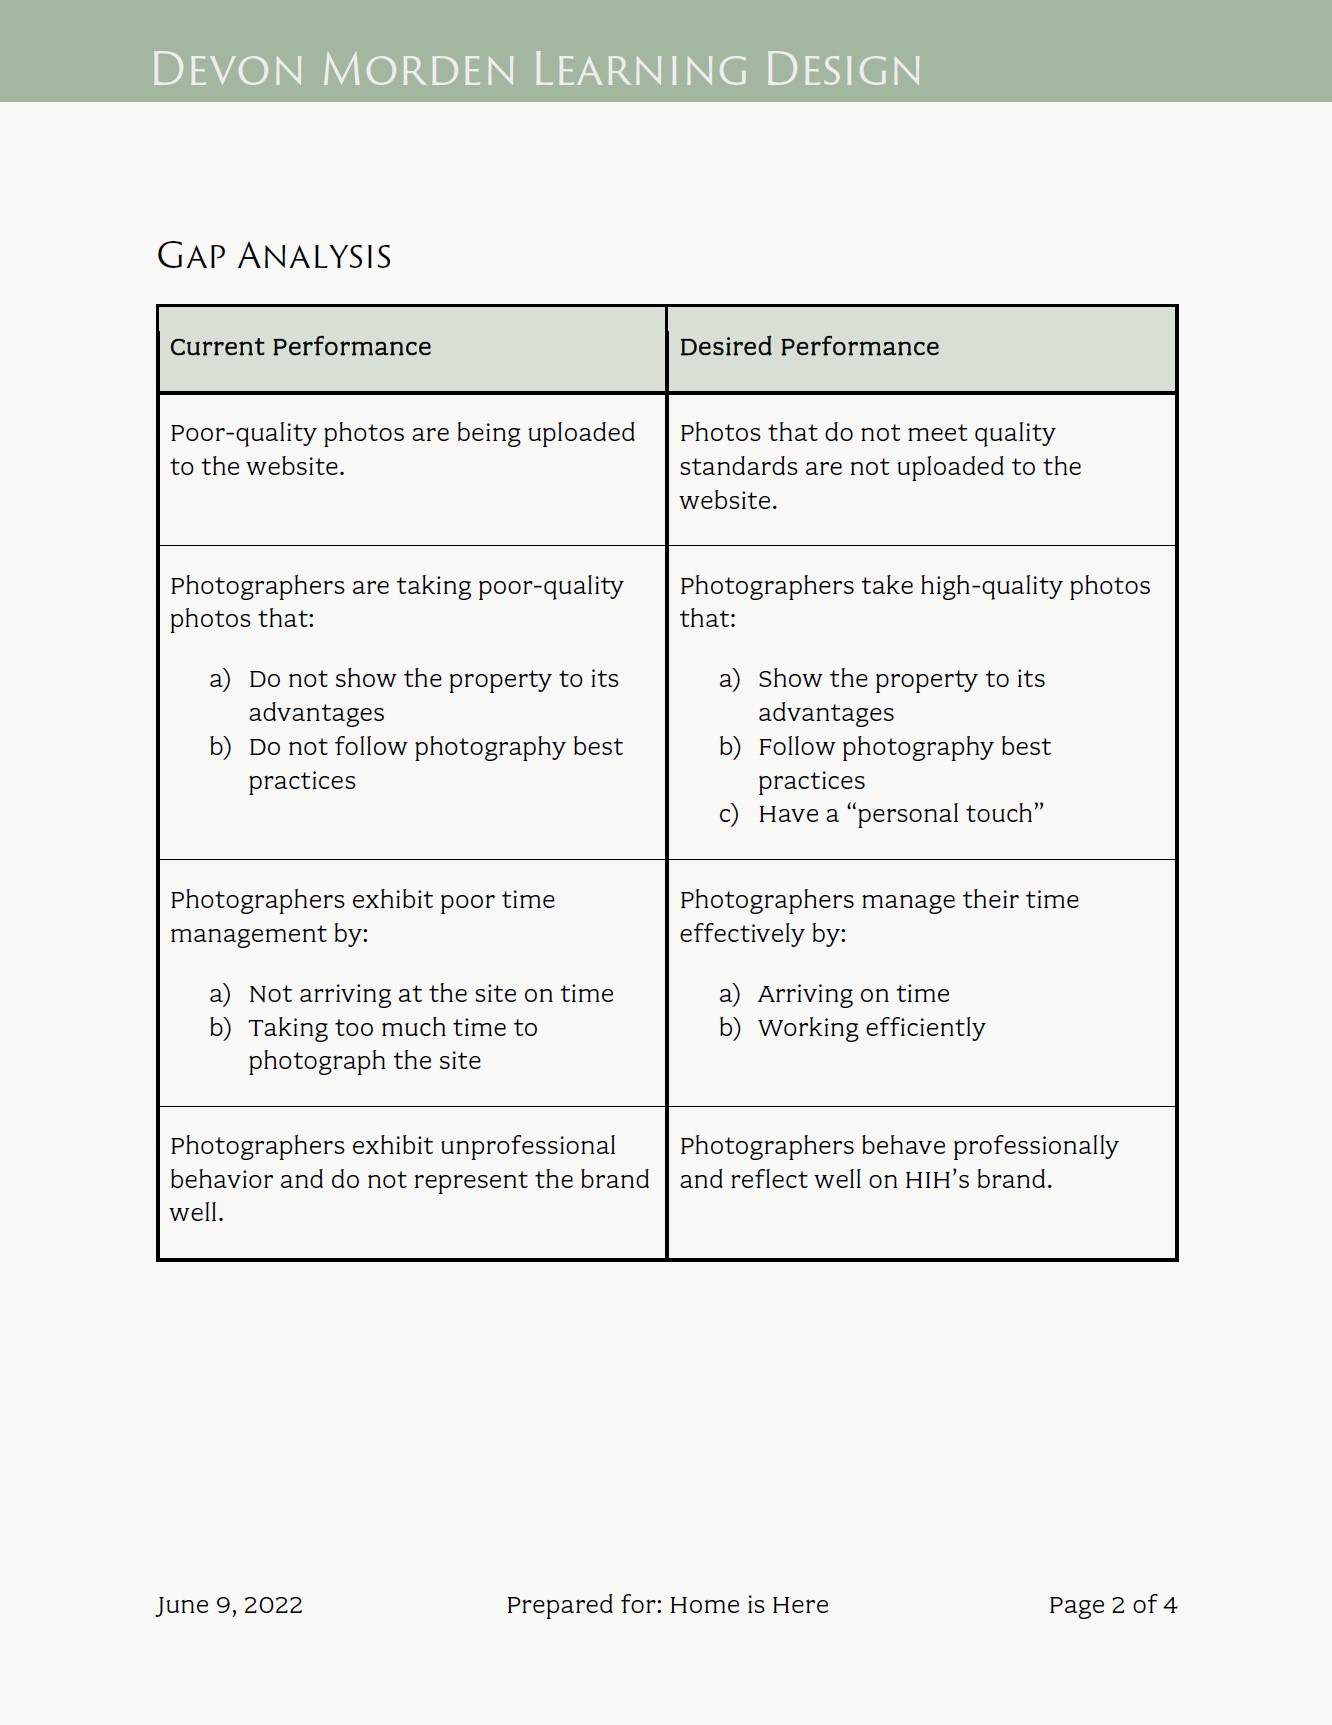 Devon Morden Learning Design
Gap Analysis
Current Performance
Desired Performance
Poor-quality photos are being uploaded
to the website.
Photos that do not meet quality
standards are not uploaded to the
website.
Photographers are taking poor-quality
photos that:
a) Do not show the property to its
advantages
b) Do not follow photography best
practices
Photographers take high-quality photos
that:
a) Show the property to its
advantages
b) Follow photography best
practices
c) Have a “personal touch”
Photographers exhibit poor time
management by:
a) Not arriving at the site on time
b) Taking too much time to
photograph the site
Photographers manage their time
effectively by:
a) Arriving on time
b) Working efficiently
Photographers exhibit unprofessional
behavior and do not represent the brand
well.
Photographers behave professionally
and reflect well on HIH’s brand.
June 9, 2022
Prepared for: Home is Here
Page 2 of 4